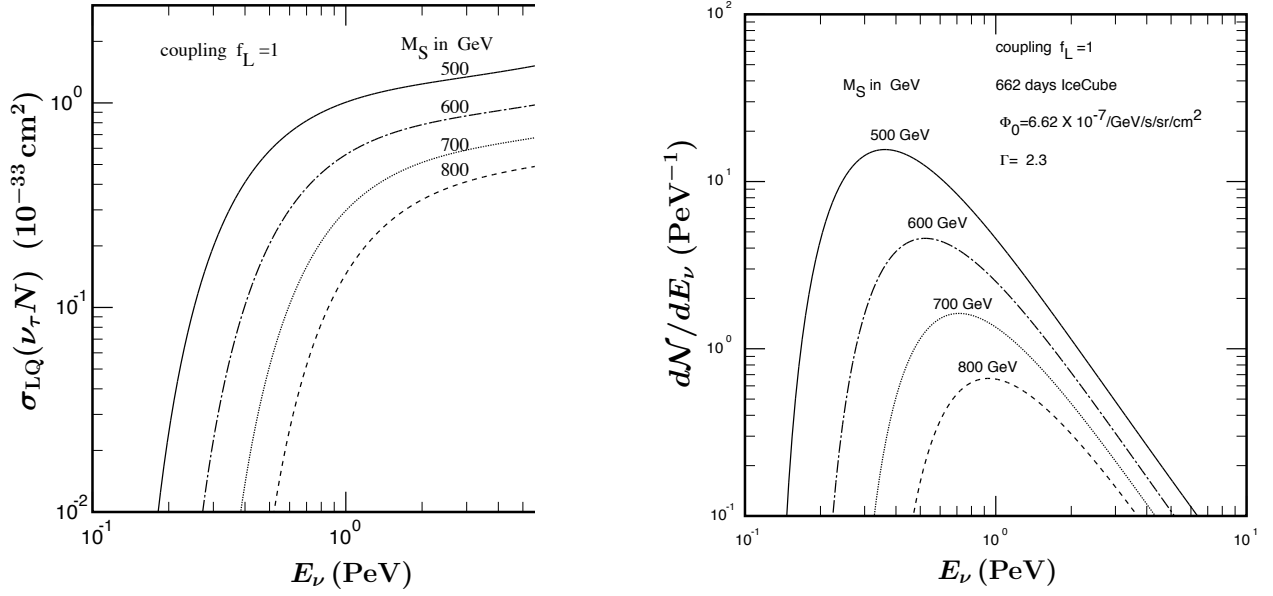 coupling f_L =1
M_S in GeV
500
600
700
800
10^0
10^-1
10^-2
10^-1
10^0
σ_LQ(ν_τ N) (10^−33 cm^2)
E_ν (PeV)
coupling f_L =1
M_S in GeV
662 days IceCube
Φ_0=6.62 X 10^-7/GeV/s/sr/cm^2
Γ= 2.3
500 GeV
600 GeV
700 GeV
800 GeV
10^2
10^1
10^0
10^-1
10^-1
10^0
10^1
dN/dE_ν (PeV^−1)
E_ν (PeV)